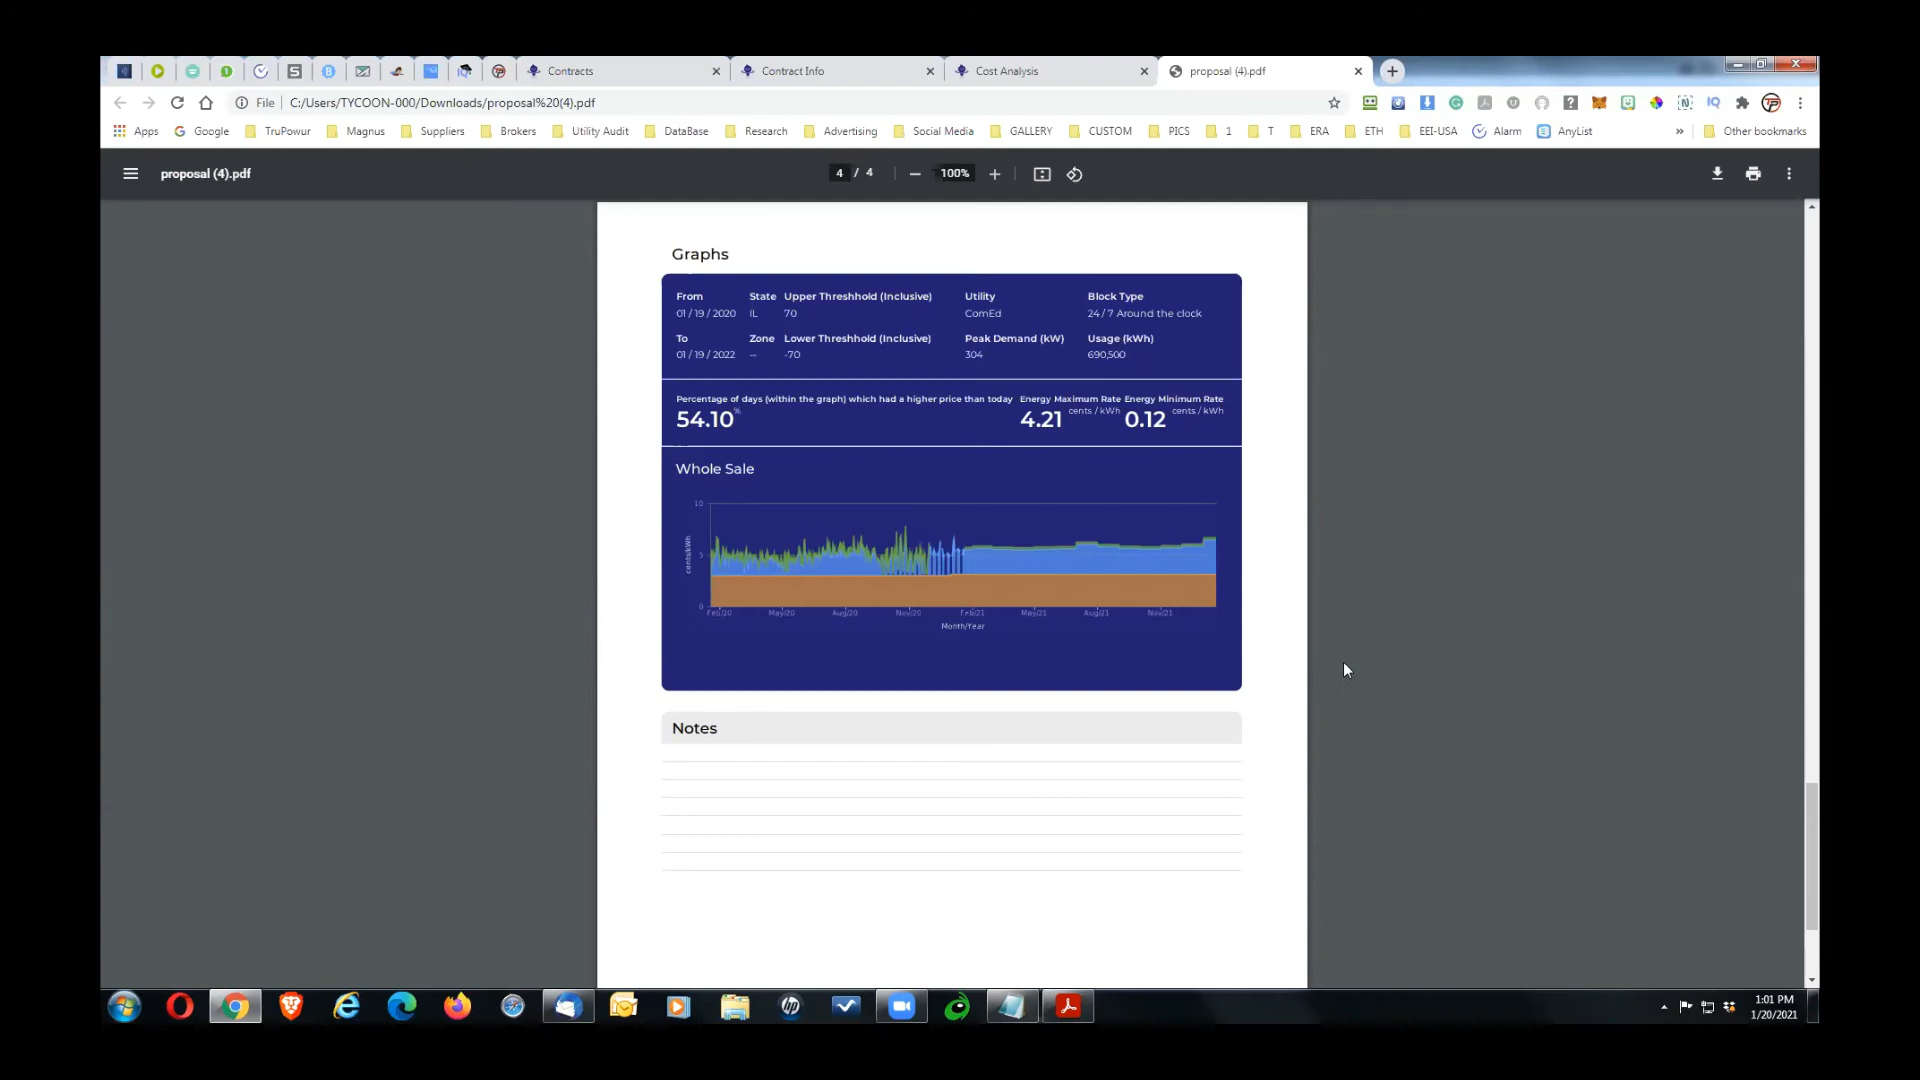 Contracts
Contract Info
Cost Analysis
proposal (4).pdf
File
C:/Users/TYCOON-000/Downloads/proposal%20(4).pdf
Apps
Google
TruPowur
Magnus
Suppliers
Brokers
Utility Audit
DataBase
Research
Advertising
Social Media
GALLERY
CUSTOM
PICS
1
T
ERA
ETH
EEI-USA
Alarm
AnyList
»
Other bookmarks
proposal (4).pdf
4 / 4
100%
Graphs
From State Upper Threshhold (Inclusive) Utility Block Type
01 / 19 / 2020 IL 70 ComEd 24 / 7 Around the clock
To Zone Lower Threshhold (Inclusive) Peak Demand (kW) Usage (kWh)
01 / 19 / 2022 -- -70 304 690,500
Percentage of days (within the graph) which had a higher price than today Energy Maximum Rate Energy Minimum Rate
54.10 % 4.21 cents / kWh 0.12 cents / kWh
Whole Sale
10
5
0
cents/kWh
Feb/20 May/20 Aug/20 Nov/20 Feb/21 May/21 Aug/21 Nov/21
Month/Year
Notes
1:01 PM
1/20/2021